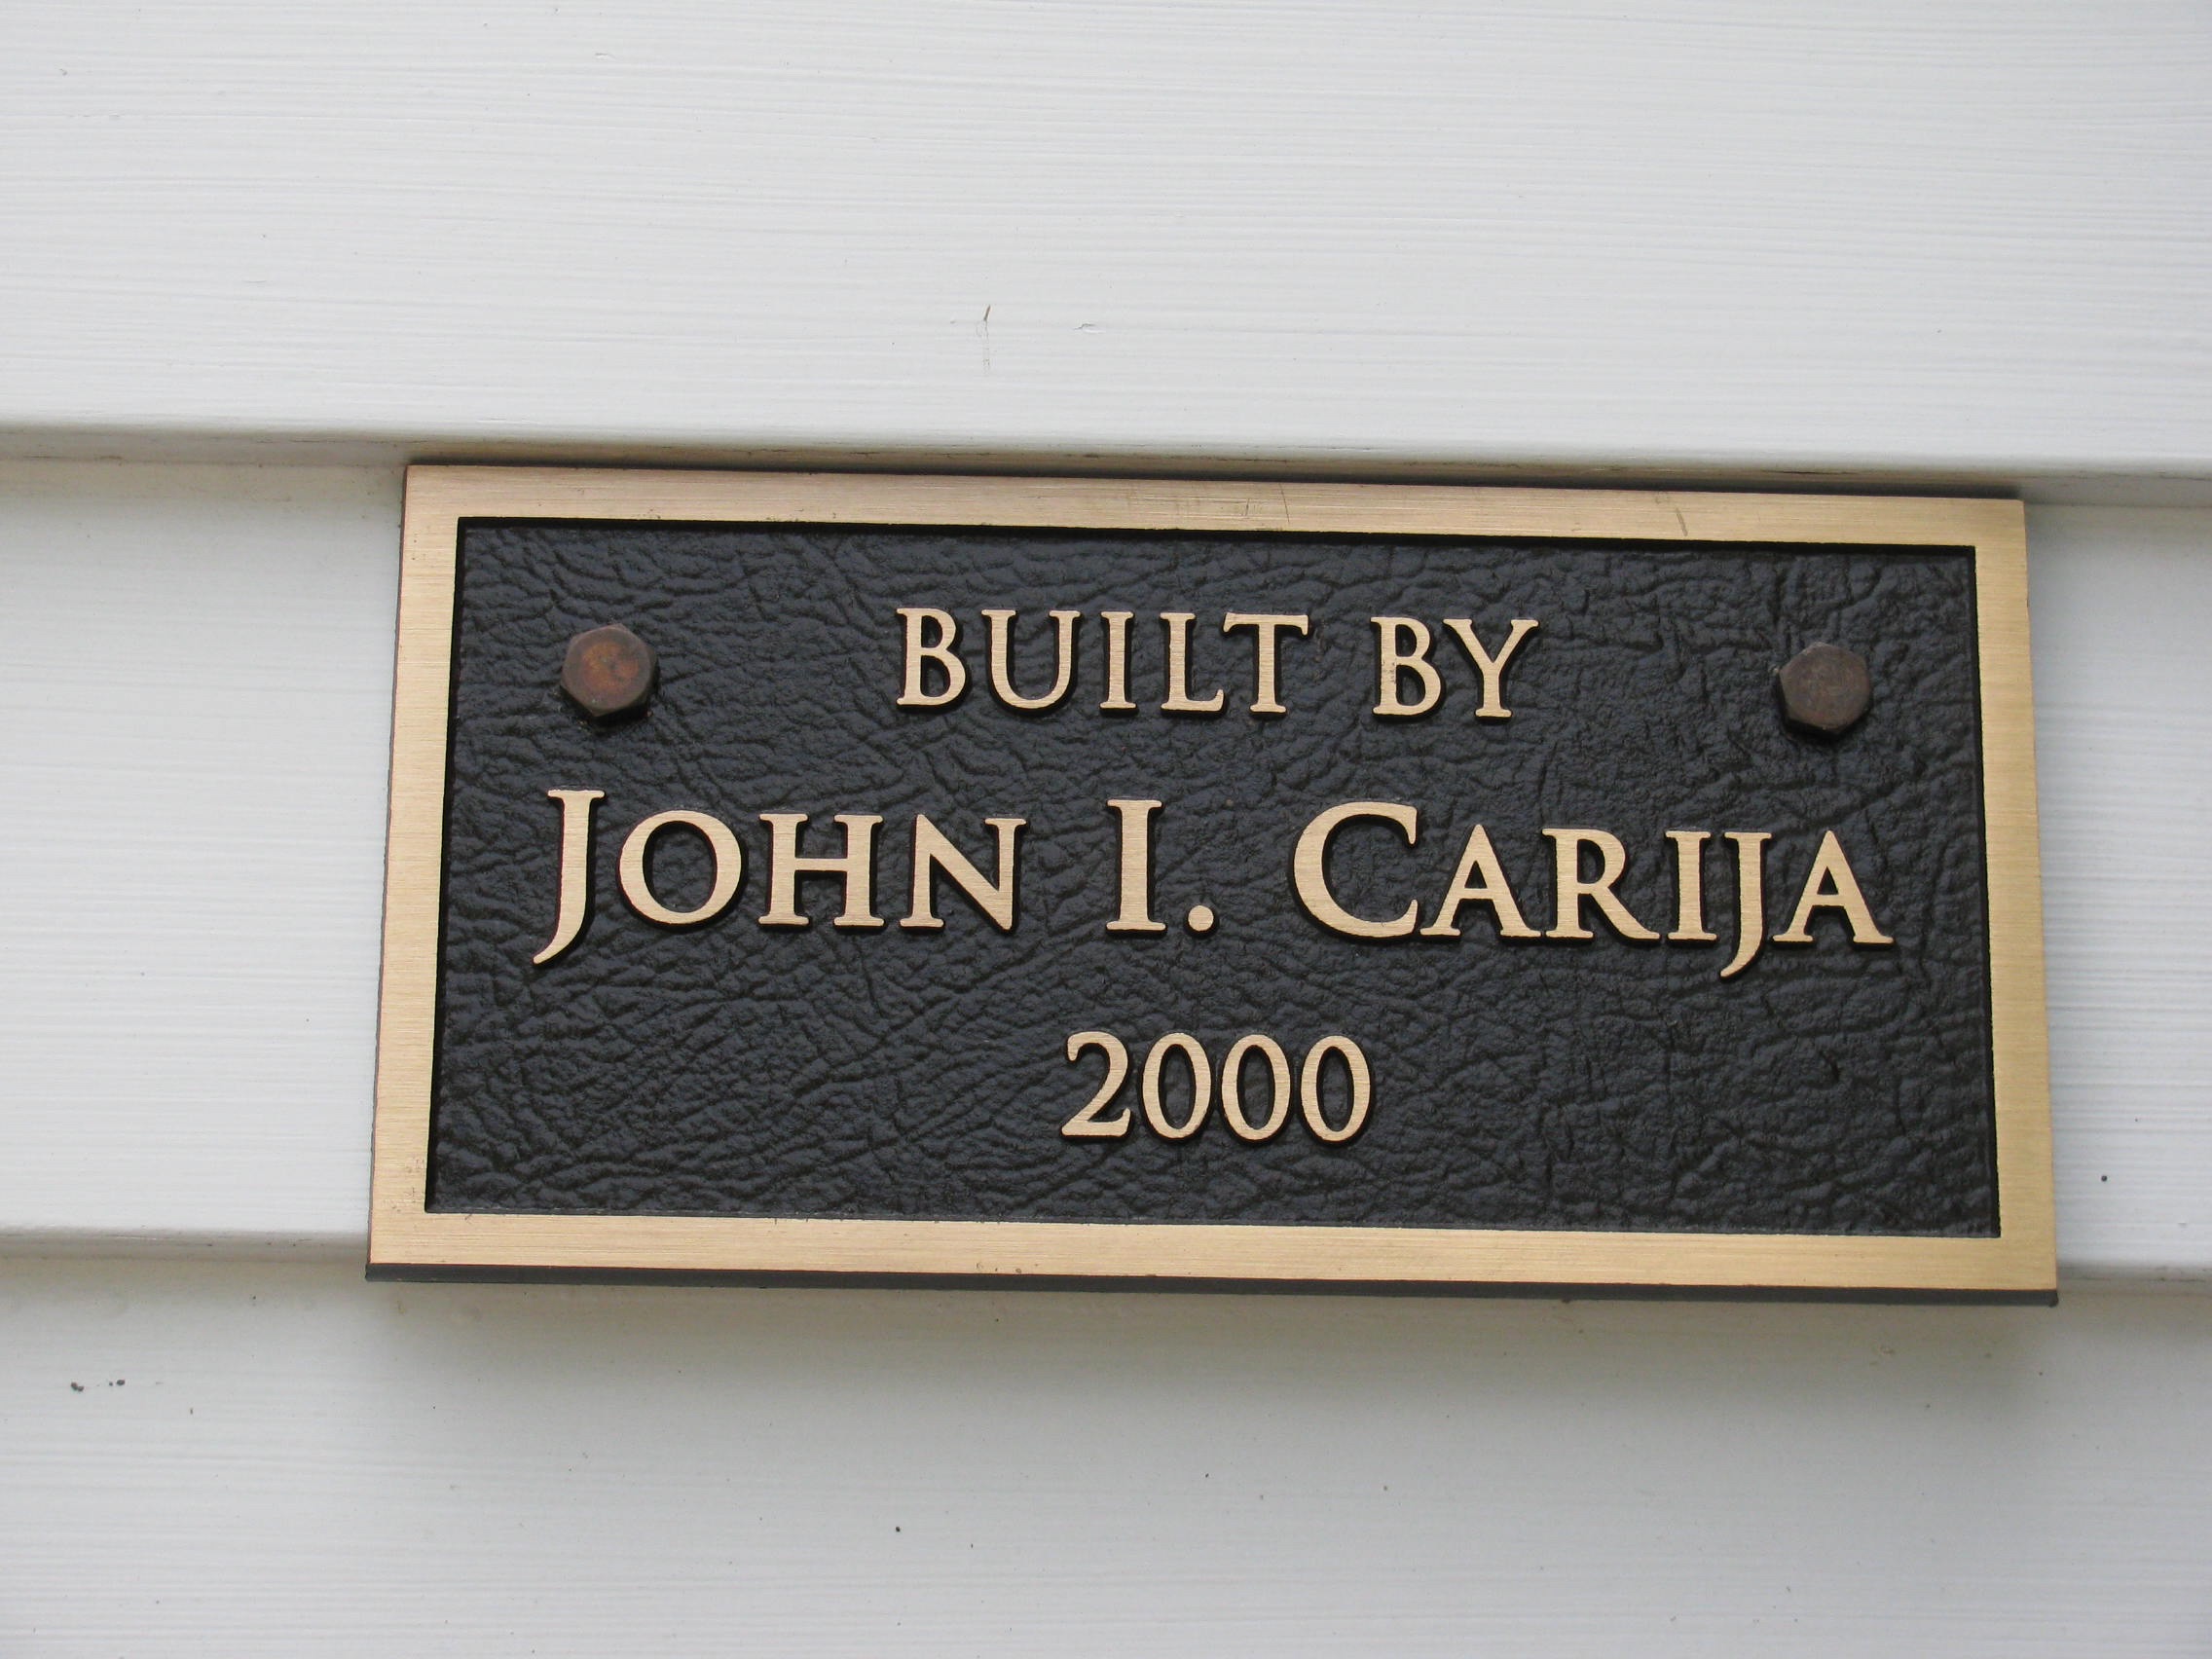 BUILT BY
JOHN I. CARIJA
2000